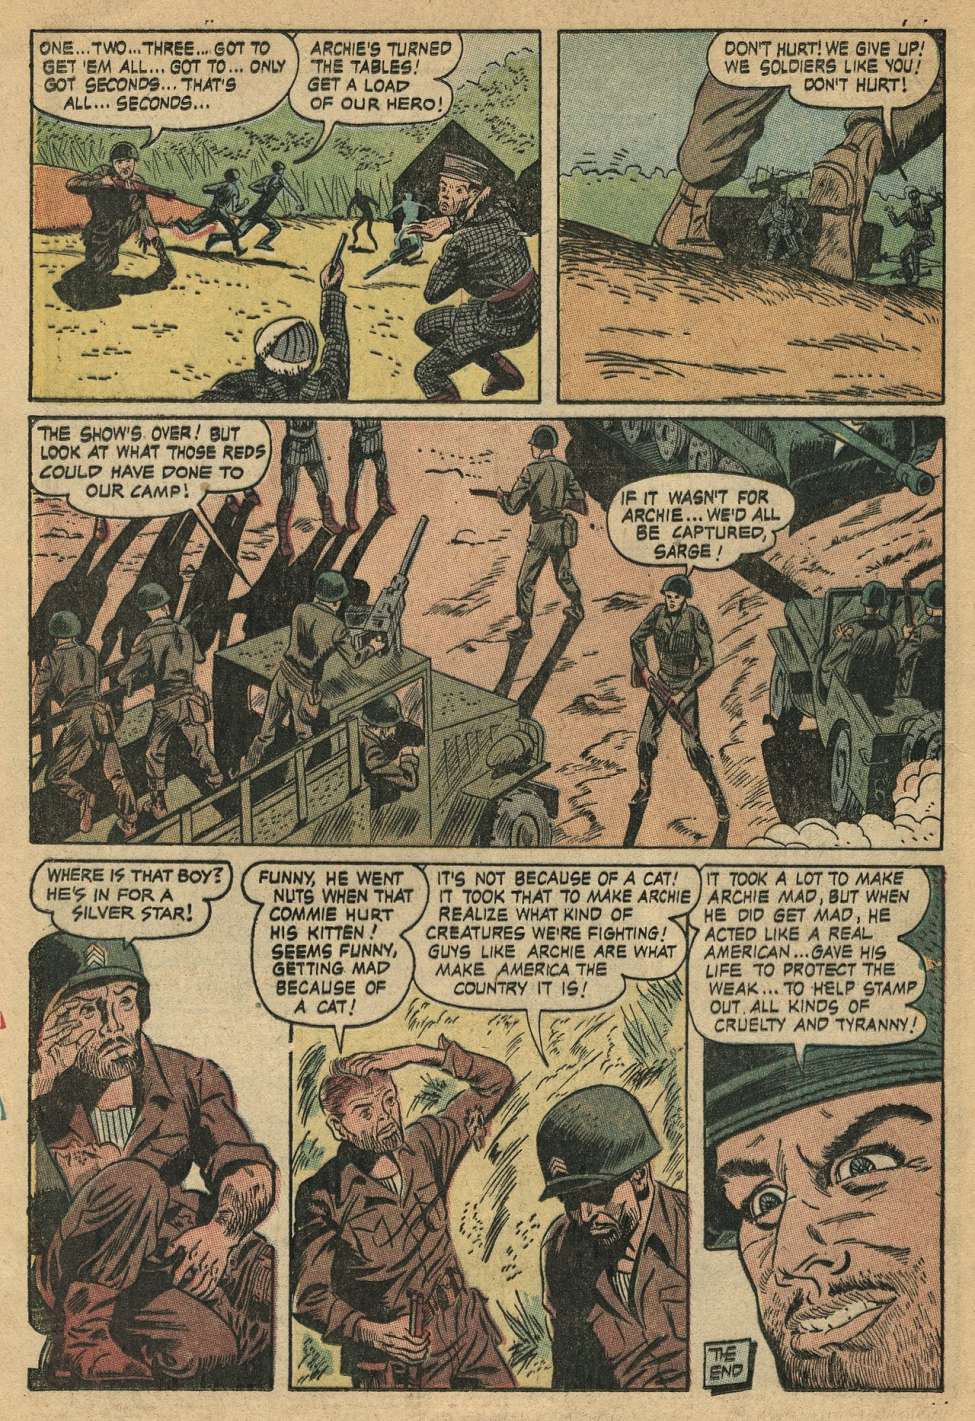 ONE...TWO...THREE...GOT TO
GET 'EM ALL...GOT TO...ONLY
GOT SECONDS...THAT'S
ALL...SECONDS...
ARCHIE'S TURNED
THE TABLES!
GET A LOAD
OF OUR HERO!
DON'T HURT! WE GIVE UP!
WE SOLDIERS LIKE YOU!
DON'T HURT!
THE SHOW'S OVER! BUT
LOOK AT WHAT THOSE REDS
COULD HAVE DONE TO
OUR CAMP!
IF IT WASN'T FOR
ARCHIE...WE'D ALL
BE CAPTURED,
SARGE!
WHERE IS THAT BOY?
HE'S IN FOR A
SILVER STAR!
FUNNY, HE WENT
NUTS WHEN THAT
COMMIE HURT
HIS KITTEN!
SEEMS FUNNY,
GETTING MAD
BECAUSE OF
A CAT!
IT'S NOT BECAUSE OF A CAT!
IT TOOK THAT TO MAKE ARCHIE
REALIZE WHAT KIND OF
CREATURES WE'RE FIGHTING!
GUYS LIKE ARCHIE ARE WHAT
MAKE AMERICA THE
COUNTRY IT IS!
IT TOOK A LOT TO MAKE
ARCHIE MAD, BUT WHEN
HE DID GET MAD, HE
ACTED LIKE A REAL
AMERICAN...GAVE HIS
LIFE TO PROTECT THE
WEAK...TO HELP STAMP
OUT ALL KINDS OF
CRUELTY AND TYRANNY!
THE
END